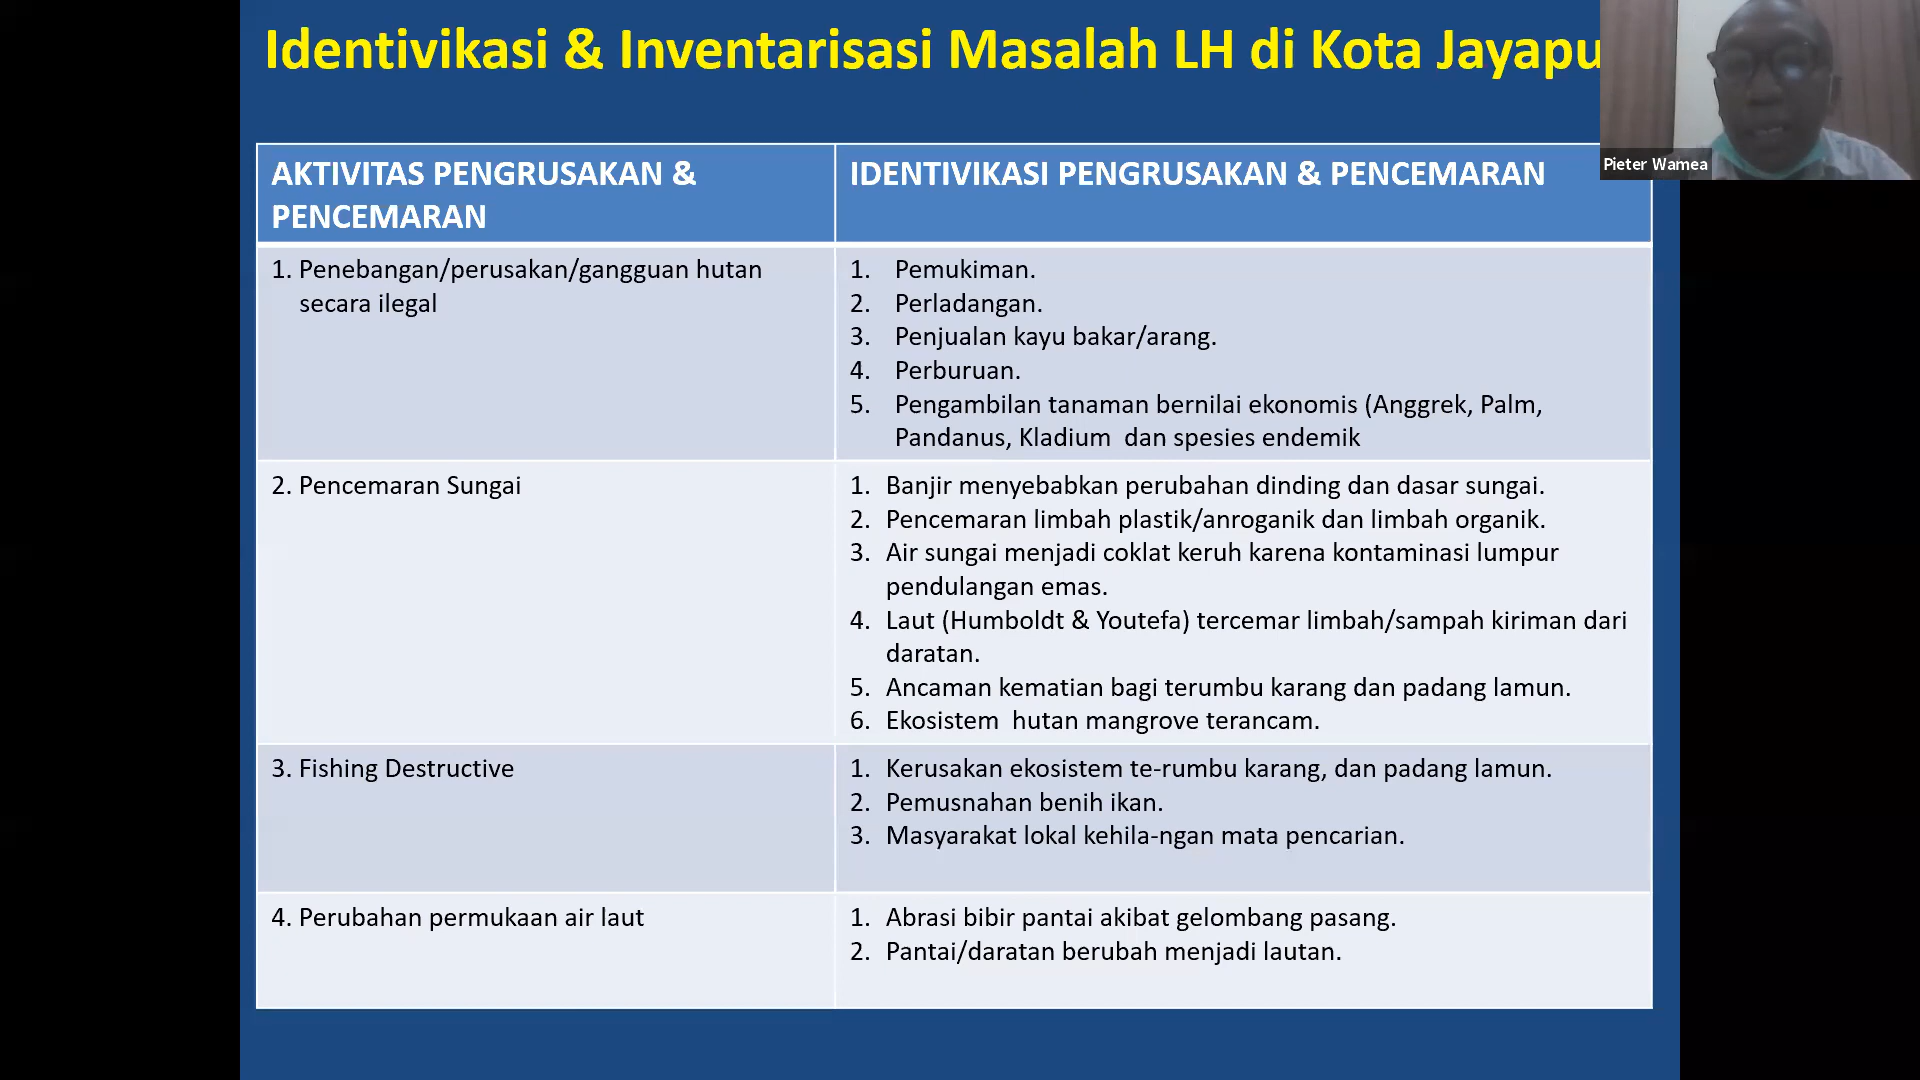 Identivikasi & Inventarisasi Masalah LH di Kota Jayapu
Pieter Wamea
AKTIVITAS PENGRUSAKAN &
PENCEMARAN
IDENTIVIKASI PENGRUSAKAN & PENCEMARAN
1. Penebangan/perusakan/gangguan hutan
secara ilegal
1. Pemukiman.
2. Perladangan.
3. Penjualan kayu bakar/arang.
4. Perburuan.
5. Pengambilan tanaman bernilai ekonomis (Anggrek, Palm,
Pandanus, Kladium dan spesies endemik
2. Pencemaran Sungai
1. Banjir menyebabkan perubahan dinding dan dasar sungai.
2. Pencemaran limbah plastik/anroganik dan limbah organik.
3. Air sungai menjadi coklat keruh karena kontaminasi lumpur
pendulangan emas.
4. Laut (Humboldt & Youtefa) tercemar limbah/sampah kiriman dari
daratan.
5. Ancaman kematian bagi terumbu karang dan padang lamun.
6. Ekosistem hutan mangrove terancam.
3. Fishing Destructive
1. Kerusakan ekosistem te-rumbu karang, dan padang lamun.
2. Pemusnahan benih ikan.
3. Masyarakat lokal kehila-ngan mata pencarian.
4. Perubahan permukaan air laut
1. Abrasi bibir pantai akibat gelombang pasang.
2. Pantai/daratan berubah menjadi lautan.